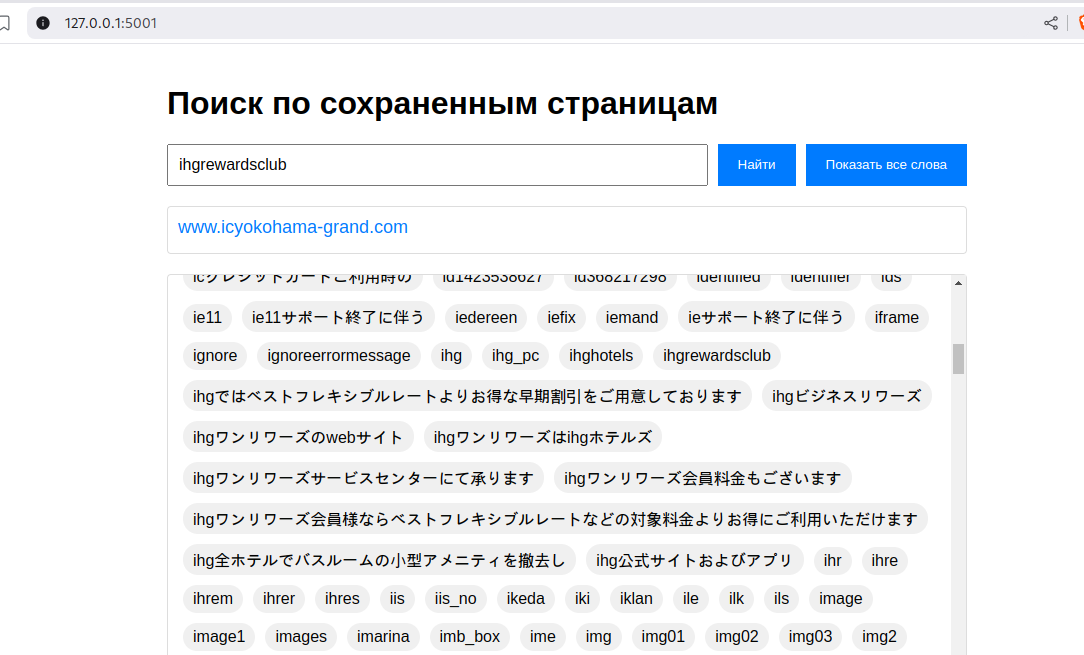 127.0.0.1:5001
Поиск по сохраненным страницам
ihgrewardsclub Найти Показать все слова
www.icyokohama-grand.com
icクレジットカードご利用時の id1423538627 id368217298 identified identifier ids
ie11 ie11サポート終了に伴う iedereen iefix iemand ieサポート終了に伴う iframe
ignore ignoreerrormessage ihg ihg_pc ihghotels ihgrewardsclub
ihgではベストフレキシブルレートよりお得な早期割引をご用意しております ihgビジネスリワーズ
ihgワンリワーズのwebサイト ihgワンリワーズはihgホテルズ
ihgワンリワーズサービスセンターにて承ります ihgワンリワーズ会員料金もございます
ihgワンリワーズ会員様ならベストフレキシブルレートなどの対象料金よりお得にご利用いただけます
ihg全ホテルでバスルームの小型アメニティを撤去し ihg公式サイトおよびアプリ ihr ihre
ihrem ihrer ihres iis iis_no ikeda iki iklan ile ilk ils image
image1 images imarina imb_box ime img img01 img02 img03 img2